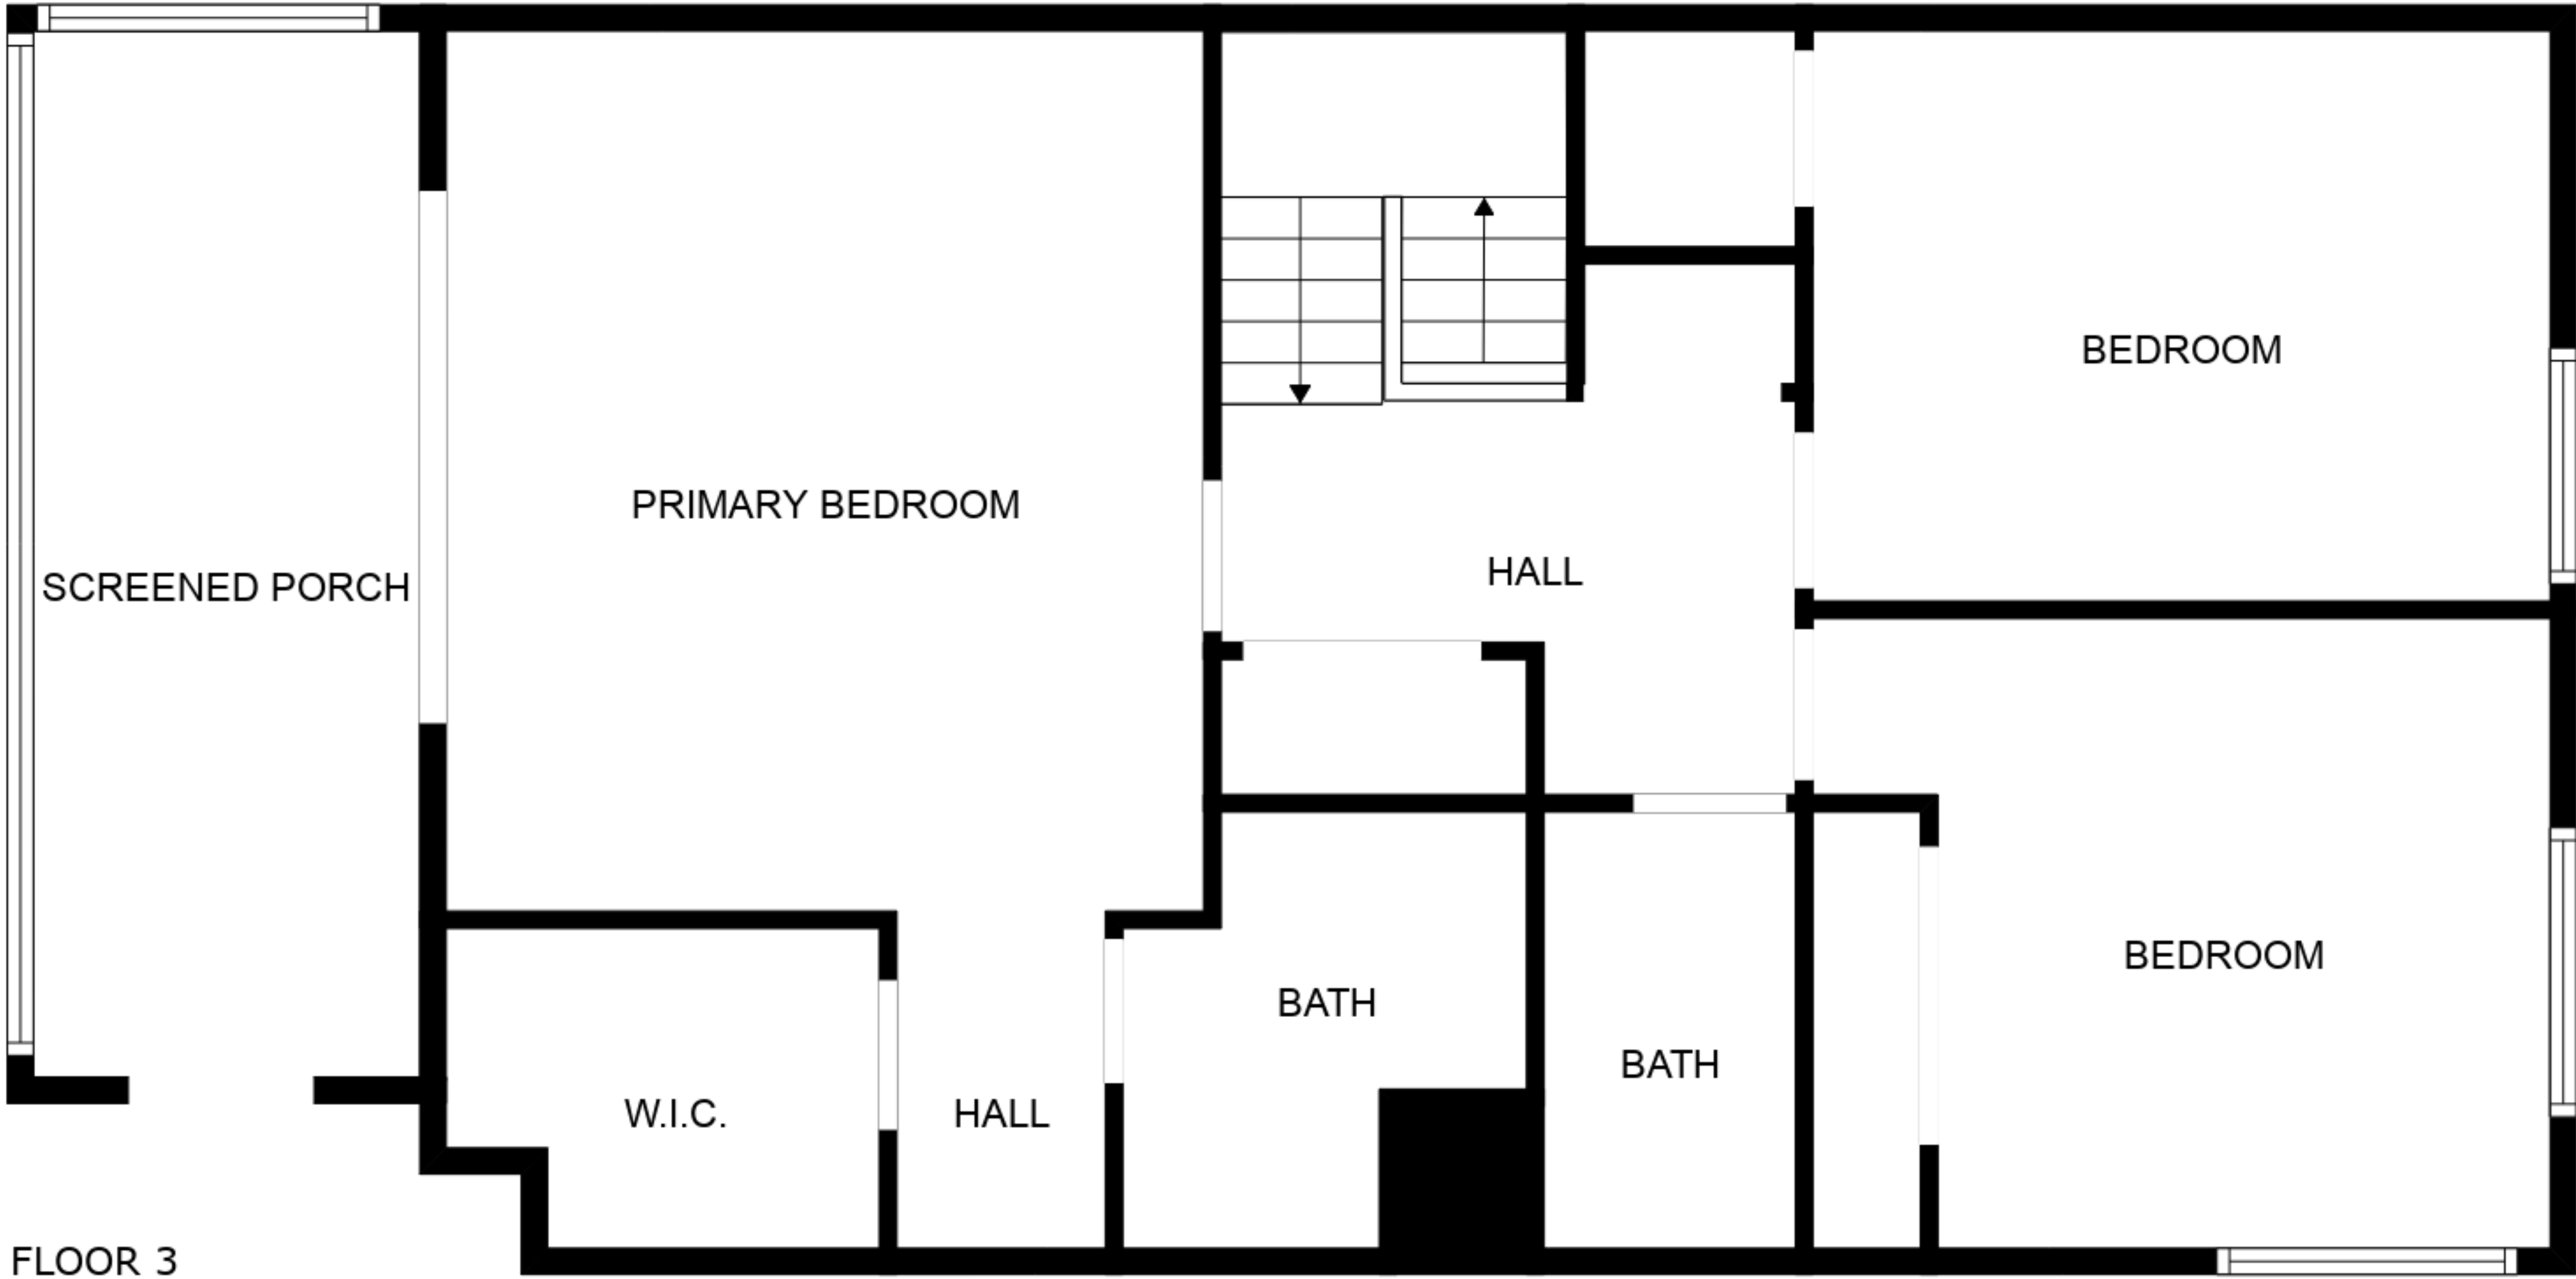 BEDROOM
PRIMARY BEDROOM
HALL
SCREENED PORCH
BEDROOM
BATH
BATH
W.I.C.
HALL
FLOOR 3